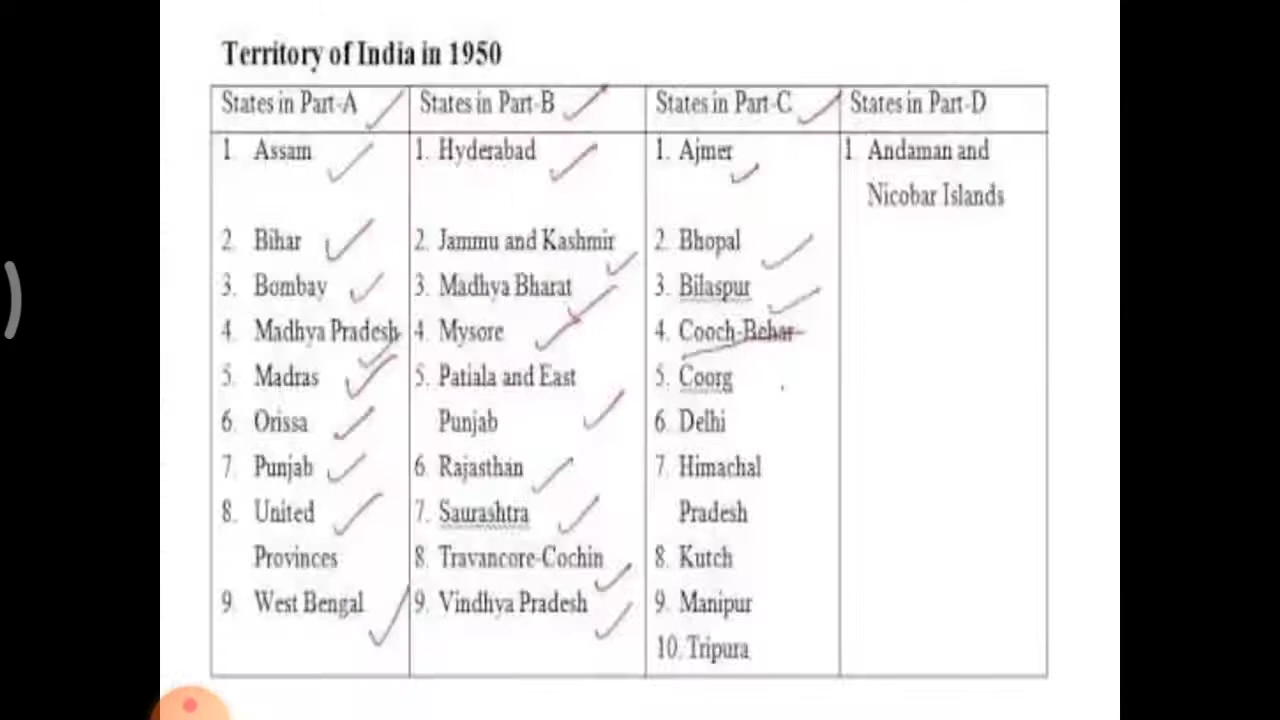 Territory of India in 1950
States in Part-A States in Part-B States in Part-C States in Part-D
1 Assam 1. Hyderabad 1. Ajmer 1. Andaman and
Nicobar Islands
2. Bihar 2. Jammu and Kashmir 2. Bhopal
3. Bombay 3. Madhya Bharat 3. Bilaspur
4. Madhya Pradesh 4. Mysore 4. Cooch-Behar
5. Madras 5. Patiala and East 5. Coorg
6. Orissa Punjab 6. Delhi
7. Punjab 6. Rajasthan 7. Himachal
8. United 7. Saurashtra Pradesh
Provinces 8. Travancore-Cochin 8. Kutch
9. West Bengal 9. Vindhya Pradesh 9. Manipur
10. Tripura